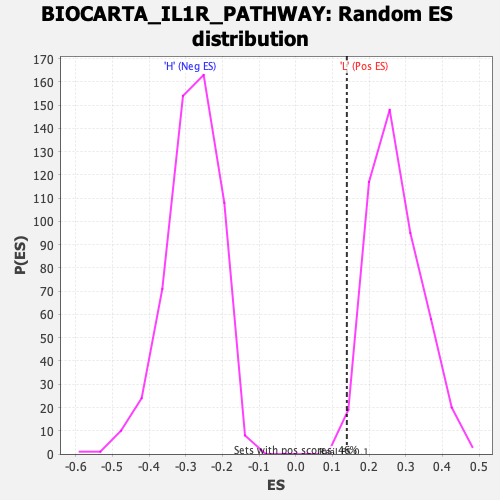 BIOCARTA_IL1R_PATHWAY: Random ES
distribution
'H' (Neg ES)
'L' (Pos ES)
170
160
150
140
130
120
110
100
90
80
70
60
50
40
30
20
10
0
P(ES)
Sets with pos scores: 46%
-0.6 -0.5 -0.4 -0.3 -0.2 -0.1 0.0 0.1 0.2 0.3 0.4 0.5
ES